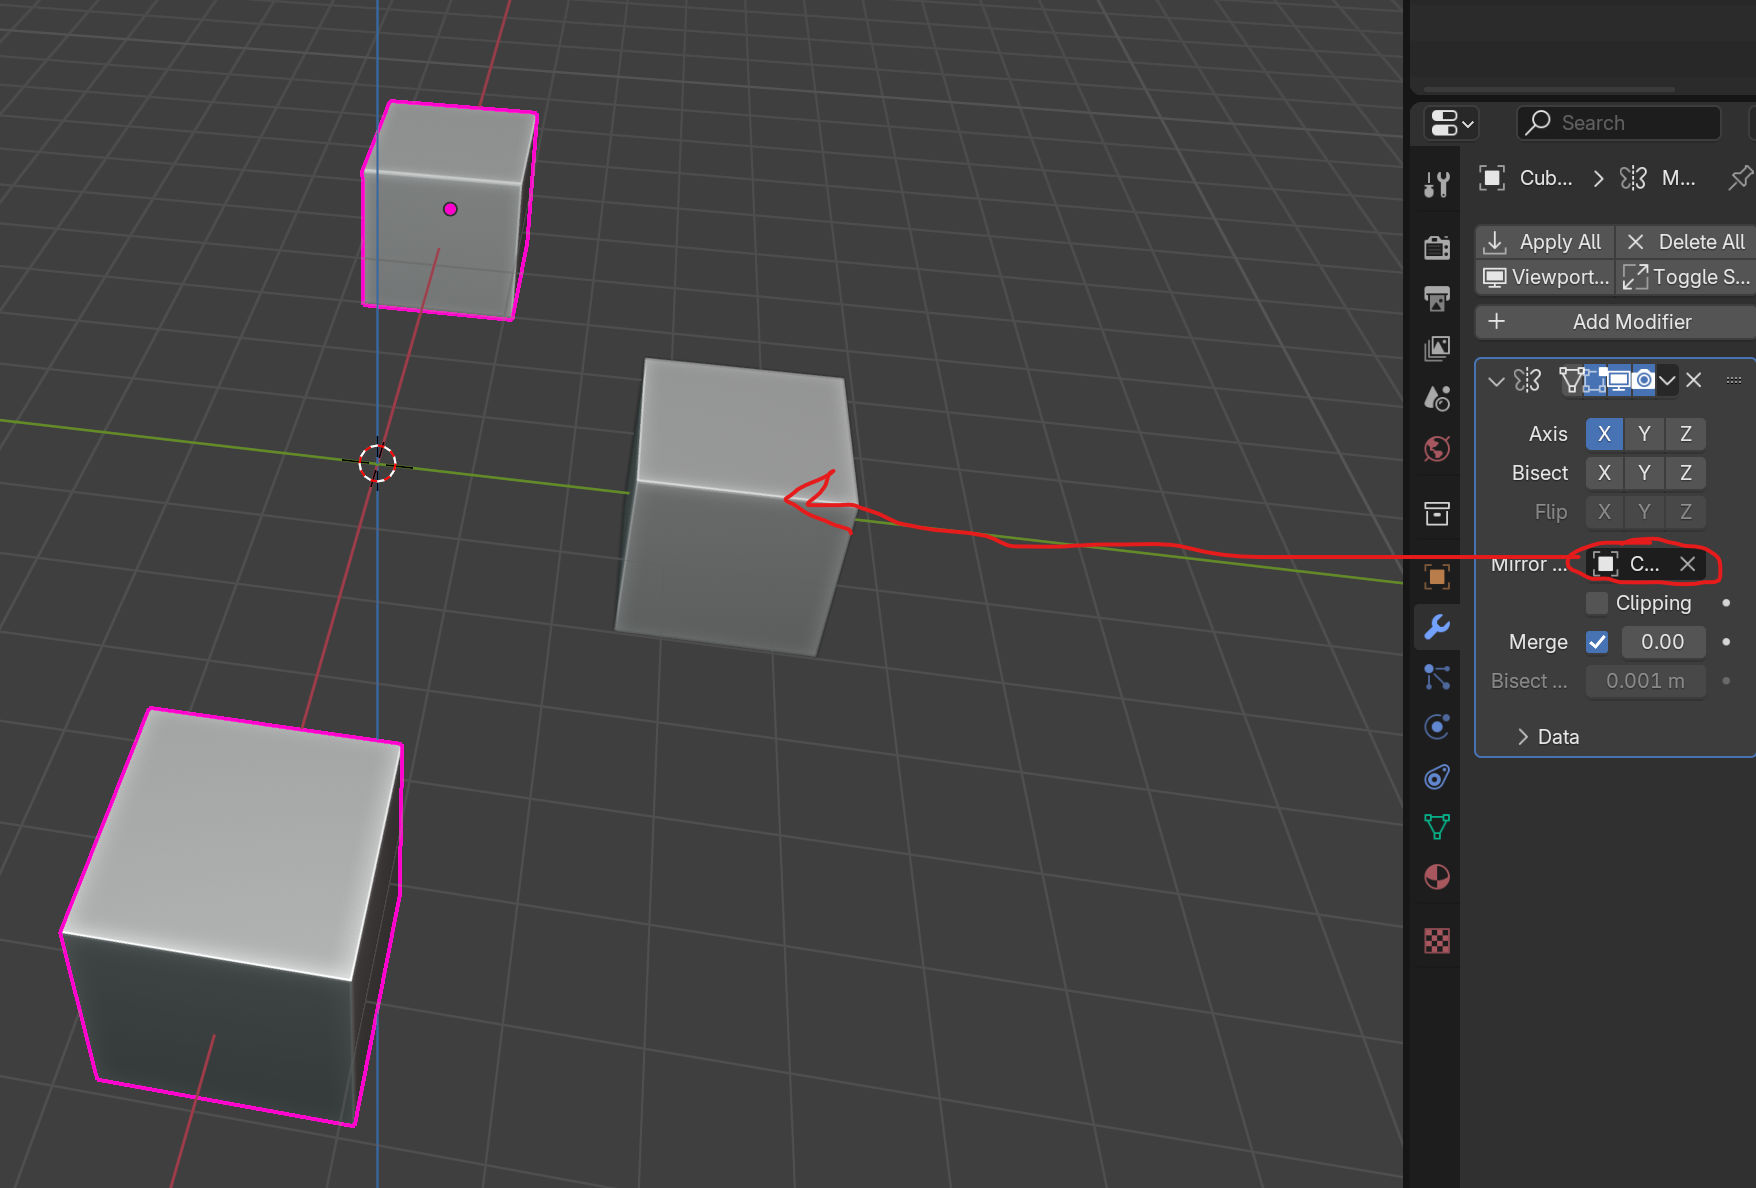 Search
Cub... > M...
Apply All Delete All
Viewport... Toggle S...
Add Modifier
Axis X Y Z
Bisect X Y Z
Flip X Y Z
Mirror ... C...
Clipping
Merge 0.00
Bisect ... 0.001 m
Data